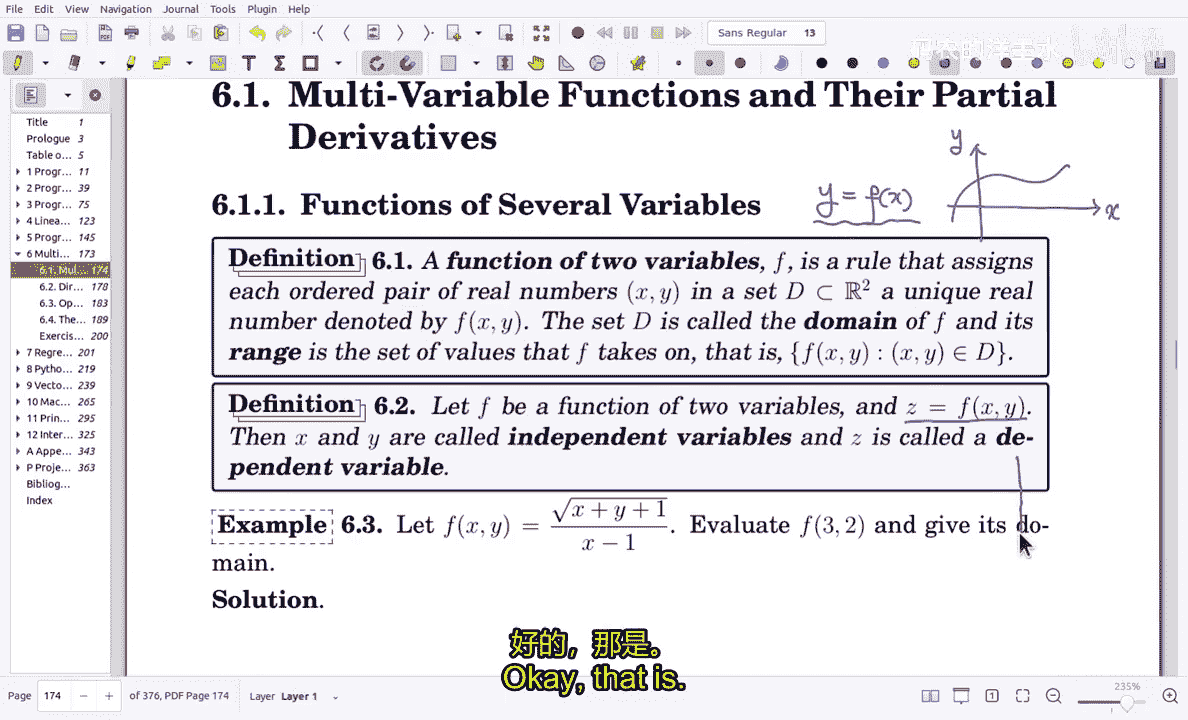 File Edit View Navigation Journal Tools Plugin Help
Sans Regular 13
Title 1
Prologue 3
Table o... 5
1 Progr... 11
2 Progr... 39
3 Progr... 75
4 Linea... 123
5 Progr... 145
6 Multi... 173
6.1. Mul... 174
6.2. Dir... 178
6.3. Op... 183
6.4. The... 189
Exercis... 200
7 Regre... 201
8 Pytho... 219
9 Vecto... 239
10 Mac... 265
11 Prin... 295
12 Inter... 325
A Appe... 343
P Proje... 363
Bibliog...
Index
6.1. Multi-Variable Functions and Their Partial
Derivatives
6.1.1. Functions of Several Variables
y = f(x)
y
x
Definition 6.1. A function of two variables, f, is a rule that assigns
each ordered pair of real numbers (x, y) in a set D ⊂ ℝ² a unique real
number denoted by f(x, y). The set D is called the domain of f and its
range is the set of values that f takes on, that is, {f(x, y) : (x, y) ∈ D}.
Definition 6.2. Let f be a function of two variables, and z = f(x, y).
Then x and y are called independent variables and z is called a de-
pendent variable.
Example 6.3. Let f(x, y) = √(x + y + 1) / (x − 1). Evaluate f(3, 2) and give its do-
main.
Solution.
好的，那是。
Okay, that is.
Page 174 − + of 376, PDF Page 174 Layer Layer 1 235%